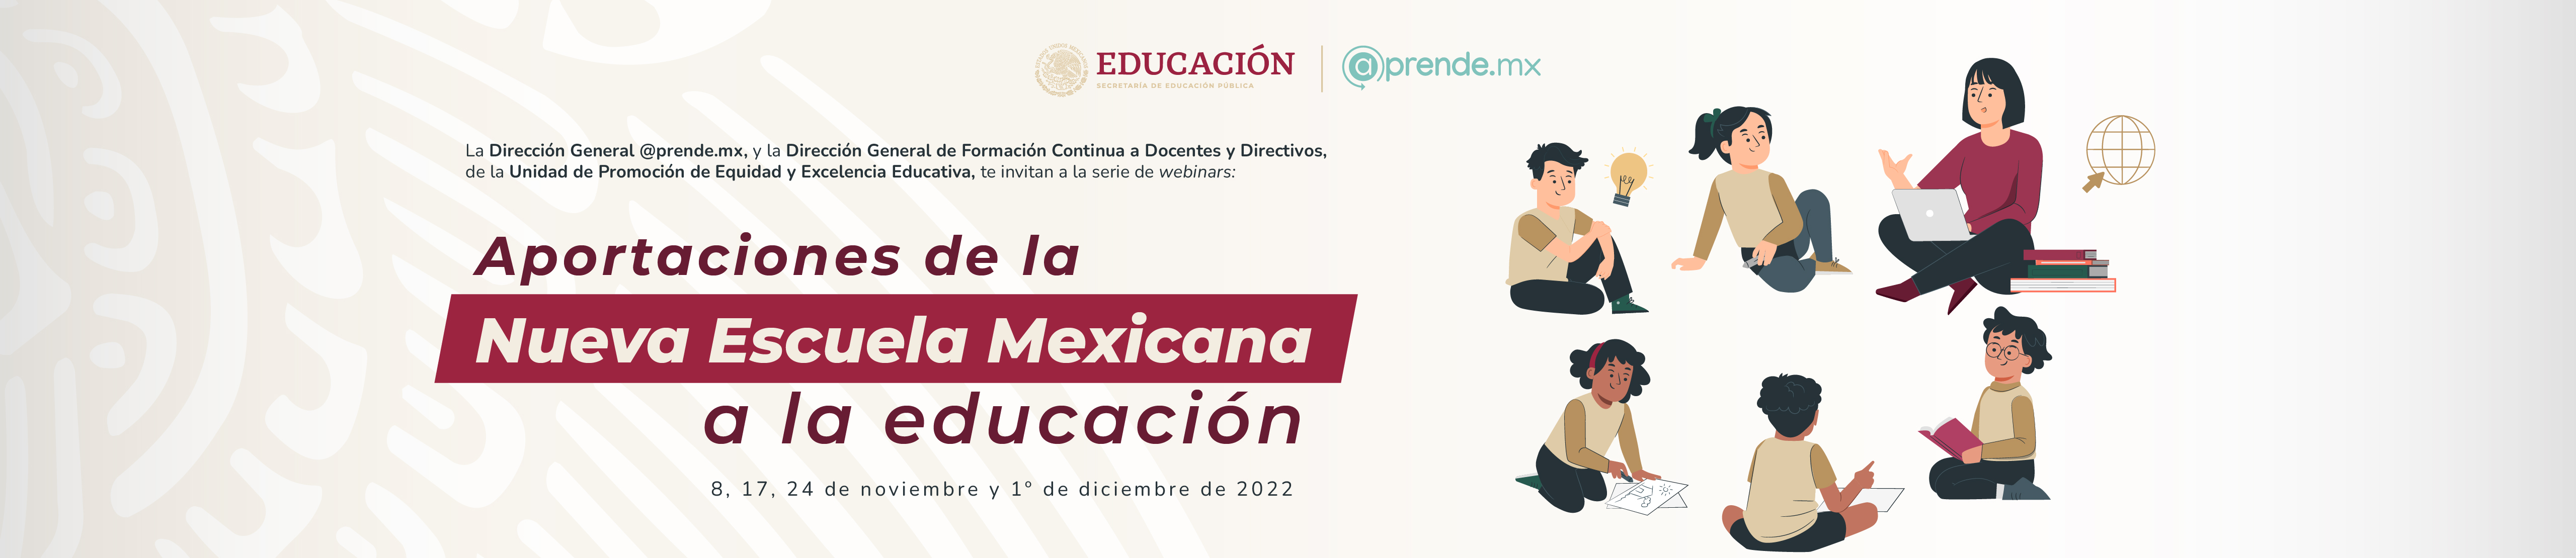 EDUCACIÓN
SECRETARÍA DE EDUCACIÓN PÚBLICA
@prende.mx
La Dirección General @prende.mx, y la Dirección General de Formación Continua a Docentes y Directivos,
de la Unidad de Promoción de Equidad y Excelencia Educativa, te invitan a la serie de webinars:
Aportaciones de la
Nueva Escuela Mexicana
a la educación
8, 17, 24 de noviembre y 1° de diciembre de 2022